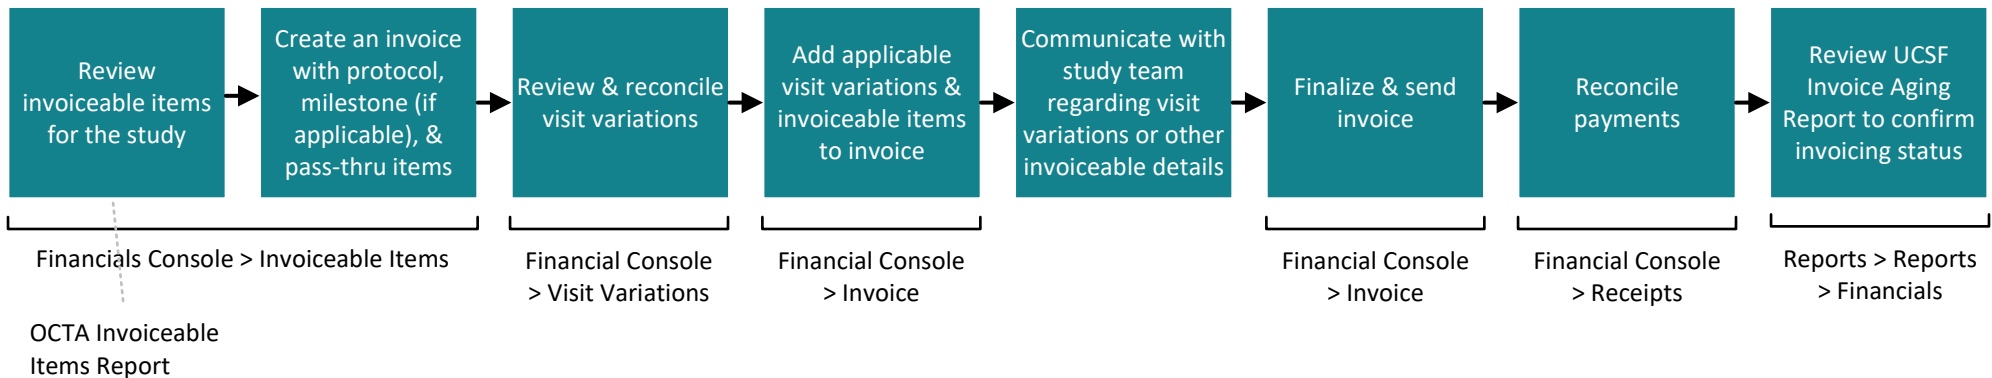 Review
invoiceable items
for the study
Create an invoice
with protocol,
milestone (if
applicable), &
pass-thru items
Review & reconcile
visit variations
Add applicable
visit variations &
invoiceable items
to invoice
Communicate with
study team
regarding visit
variations or other
invoiceable details
Finalize & send
invoice
Reconcile
payments
Review UCSF
Invoice Aging
Report to confirm
invoicing status
Financials Console > Invoiceable Items
Financial Console
> Visit Variations
Financial Console
> Invoice
Financial Console
> Invoice
Financial Console
> Receipts
Reports > Reports
> Financials
OCTA Invoiceable
Items Report